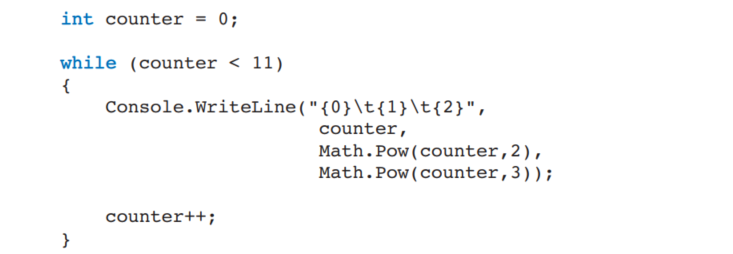 int counter = 0;
while (counter < 11)
{
Console.WriteLine("{0}\t{1}\t{2}",
counter,
Math.Pow(counter,2),
Math.Pow(counter,3));
counter++;
}